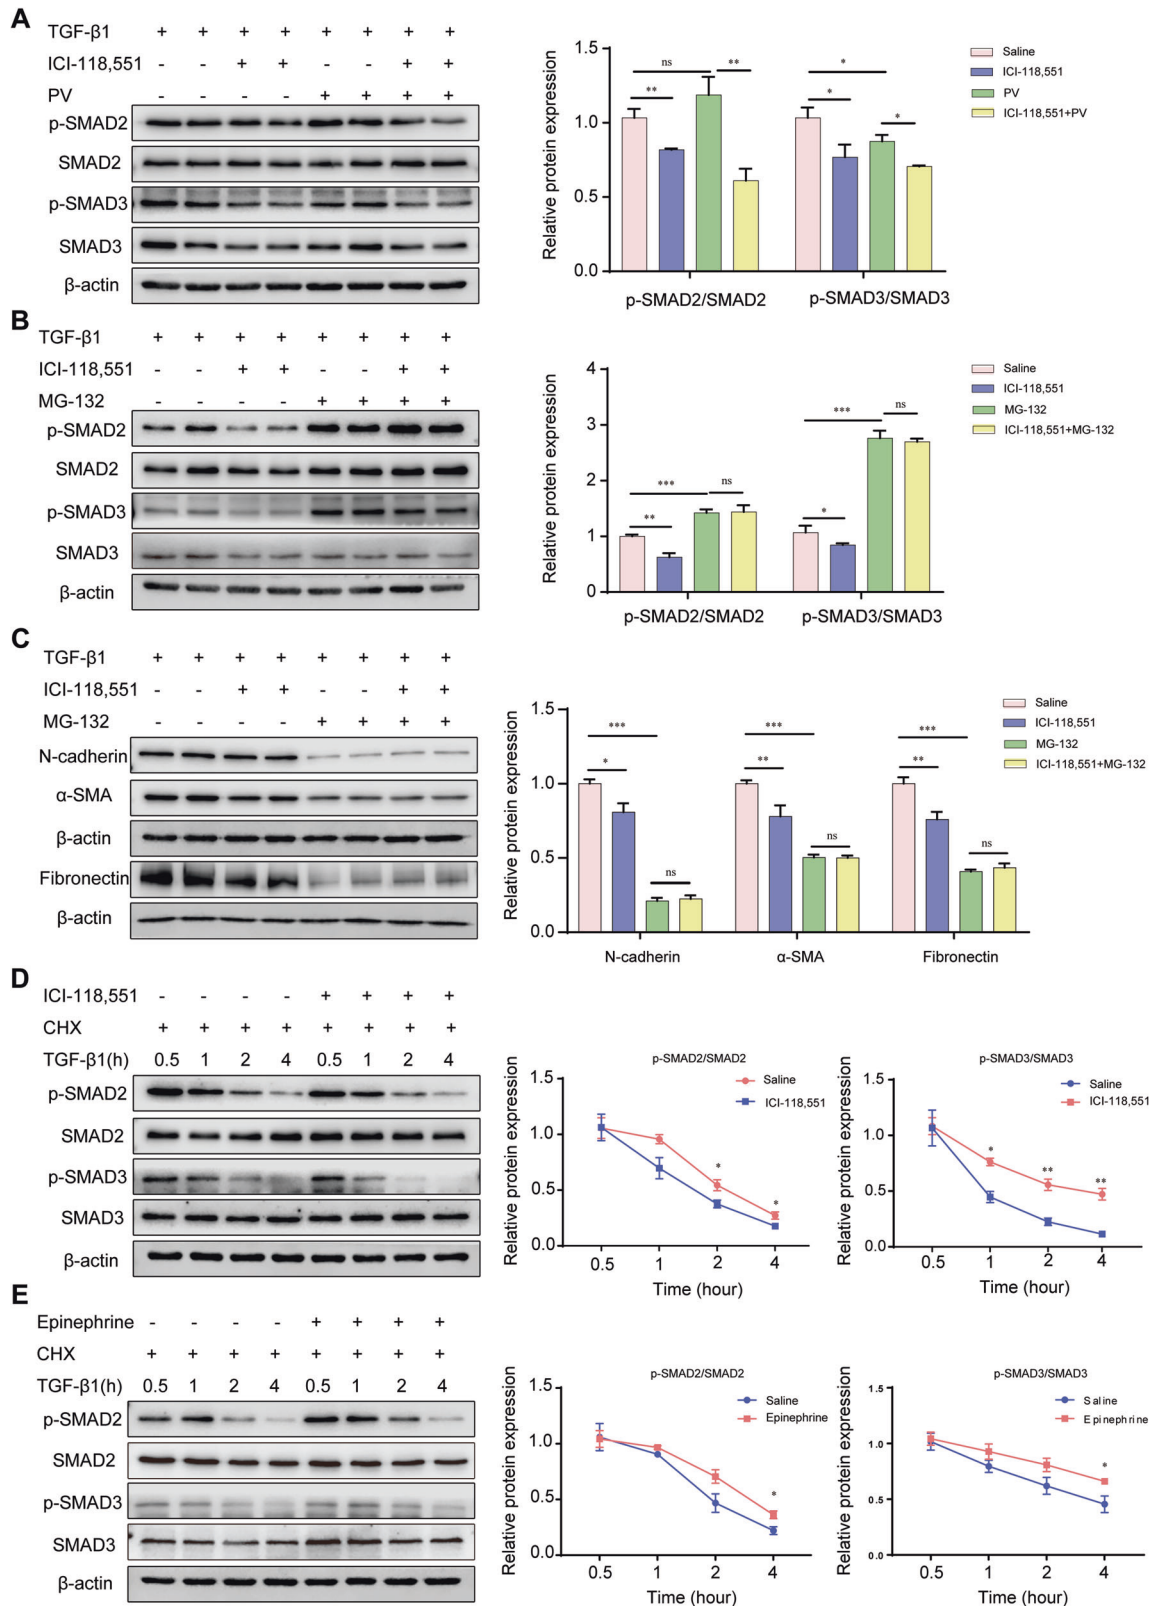 A
TGF-β1 + + + + + + + +
ICI-118,551 - - + + - - + +
PV - - - - + + + +
p-SMAD2
SMAD2
p-SMAD3
SMAD3
β-actin
Relative protein expression
1.5
1.0
0.5
0.0
ns
**
**
*
*
*
p-SMAD2/SMAD2
p-SMAD3/SMAD3
Saline
ICI-118,551
PV
ICI-118,551+PV
B
TGF-β1 + + + + + + + +
ICI-118,551 - - + + - - + +
MG-132 - - - - + + + +
p-SMAD2
SMAD2
p-SMAD3
SMAD3
β-actin
Relative protein expression
4
3
2
1
0
***
ns
**
***
ns
*
p-SMAD2/SMAD2
p-SMAD3/SMAD3
Saline
ICI-118,551
MG-132
ICI-118,551+MG-132
C
TGF-β1 + + + + + + + +
ICI-118,551 - - + + - - + +
MG-132 - - - - + + + +
N-cadherin
α-SMA
β-actin
Fibronectin
β-actin
Relative protein expression
1.5
1.0
0.5
0.0
***
*
ns
***
**
ns
***
**
ns
N-cadherin
α-SMA
Fibronectin
Saline
ICI-118,551
MG-132
ICI-118,551+MG-132
D
ICI-118,551 - - - - + + + +
CHX + + + + + + + +
TGF-β1(h) 0.5 1 2 4 0.5 1 2 4
p-SMAD2
SMAD2
p-SMAD3
SMAD3
β-actin
p-SMAD2/SMAD2
Relative protein expression
1.5
1.0
0.5
0.0
Saline
ICI-118,551
*
*
0.5 1 2 4
Time (hour)
p-SMAD3/SMAD3
Relative protein expression
1.5
1.0
0.5
0.0
Saline
ICI-118,551
*
**
**
0.5 1 2 4
Time (hour)
E
Epinephrine - - - - + + + +
CHX + + + + + + + +
TGF-β1(h) 0.5 1 2 4 0.5 1 2 4
p-SMAD2
SMAD2
p-SMAD3
SMAD3
β-actin
p-SMAD2/SMAD2
Relative protein expression
1.5
1.0
0.5
0.0
Saline
Epinephrine
*
0.5 1 2 4
Time (hour)
p-SMAD3/SMAD3
Relative protein expression
1.5
1.0
0.5
0.0
Saline
Epinephrine
*
0.5 1 2 4
Time (hour)